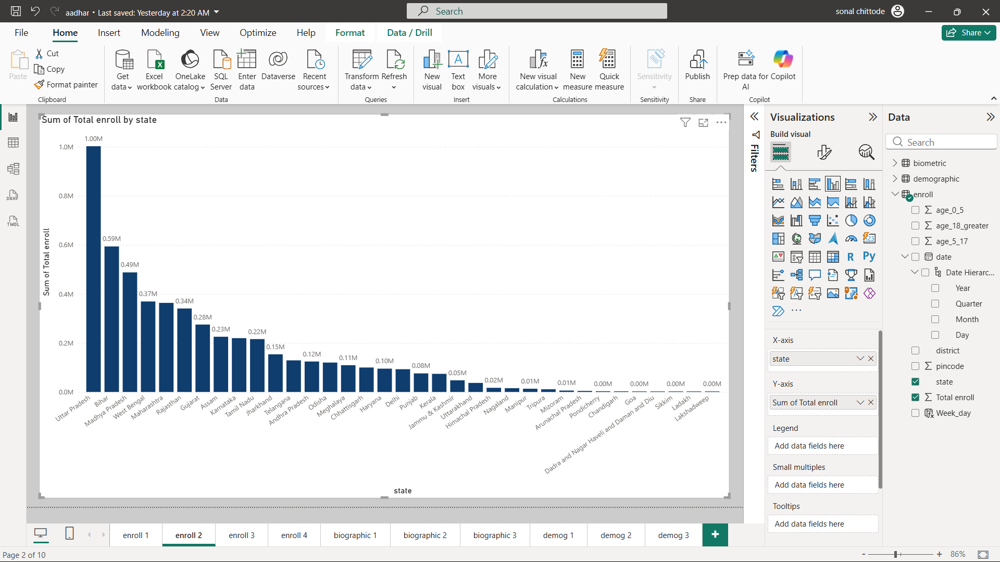 aadhar • Last saved: Yesterday at 2:20 AM
Search
sonal chittode
File
Home
Insert
Modeling
View
Optimize
Help
Format
Data / Drill
Share
Paste
Cut
Copy
Format painter
Clipboard
Get data
Excel workbook
OneLake catalog
SQL Server
Enter data
Dataverse
Recent sources
Data
Transform data
Refresh
Queries
New visual
Text box
More visuals
Insert
New visual calculation
New measure
Quick measure
Calculations
Sensitivity
Sensitivity
Publish
Share
Prep data for AI
Copilot
Copilot
DAX
TMDL
Sum of Total enroll by state
Sum of Total enroll
1.0M
0.8M
0.6M
0.4M
0.2M
0.0M
1.00M
0.59M
0.49M
0.37M
0.34M
0.28M
0.23M
0.22M
0.15M
0.12M
0.11M
0.10M
0.08M
0.05M
0.02M
0.01M
0.01M
0.00M
0.00M
0.00M
0.00M
Uttar Pradesh
Bihar
Madhya Pradesh
West Bengal
Maharashtra
Rajasthan
Gujarat
Assam
Karnataka
Tamil Nadu
Jharkhand
Telangana
Andhra Pradesh
Odisha
Meghalaya
Chhattisgarh
Haryana
Delhi
Punjab
Kerala
Jammu & Kashmir
Uttarakhand
Himachal Pradesh
Nagaland
Manipur
Tripura
Mizoram
Arunachal Pradesh
Pondicherry
Chandigarh
Goa
Dadra and Nagar Haveli and Daman and Diu
Sikkim
Ladakh
Lakshadweep
state
Filters
Visualizations
Build visual
123
R
Py
X-axis
state
Y-axis
Sum of Total enroll
Legend
Add data fields here
Small multiples
Add data fields here
Tooltips
Add data fields here
Data
Search
biometric
demographic
enroll
age_0_5
age_18_greater
age_5_17
date
Date Hierarc...
Year
Quarter
Month
Day
district
pincode
state
Total enroll
Week_day
enroll 1
enroll 2
enroll 3
enroll 4
biographic 1
biographic 2
biographic 3
demog 1
demog 2
demog 3
Page 2 of 10
86%